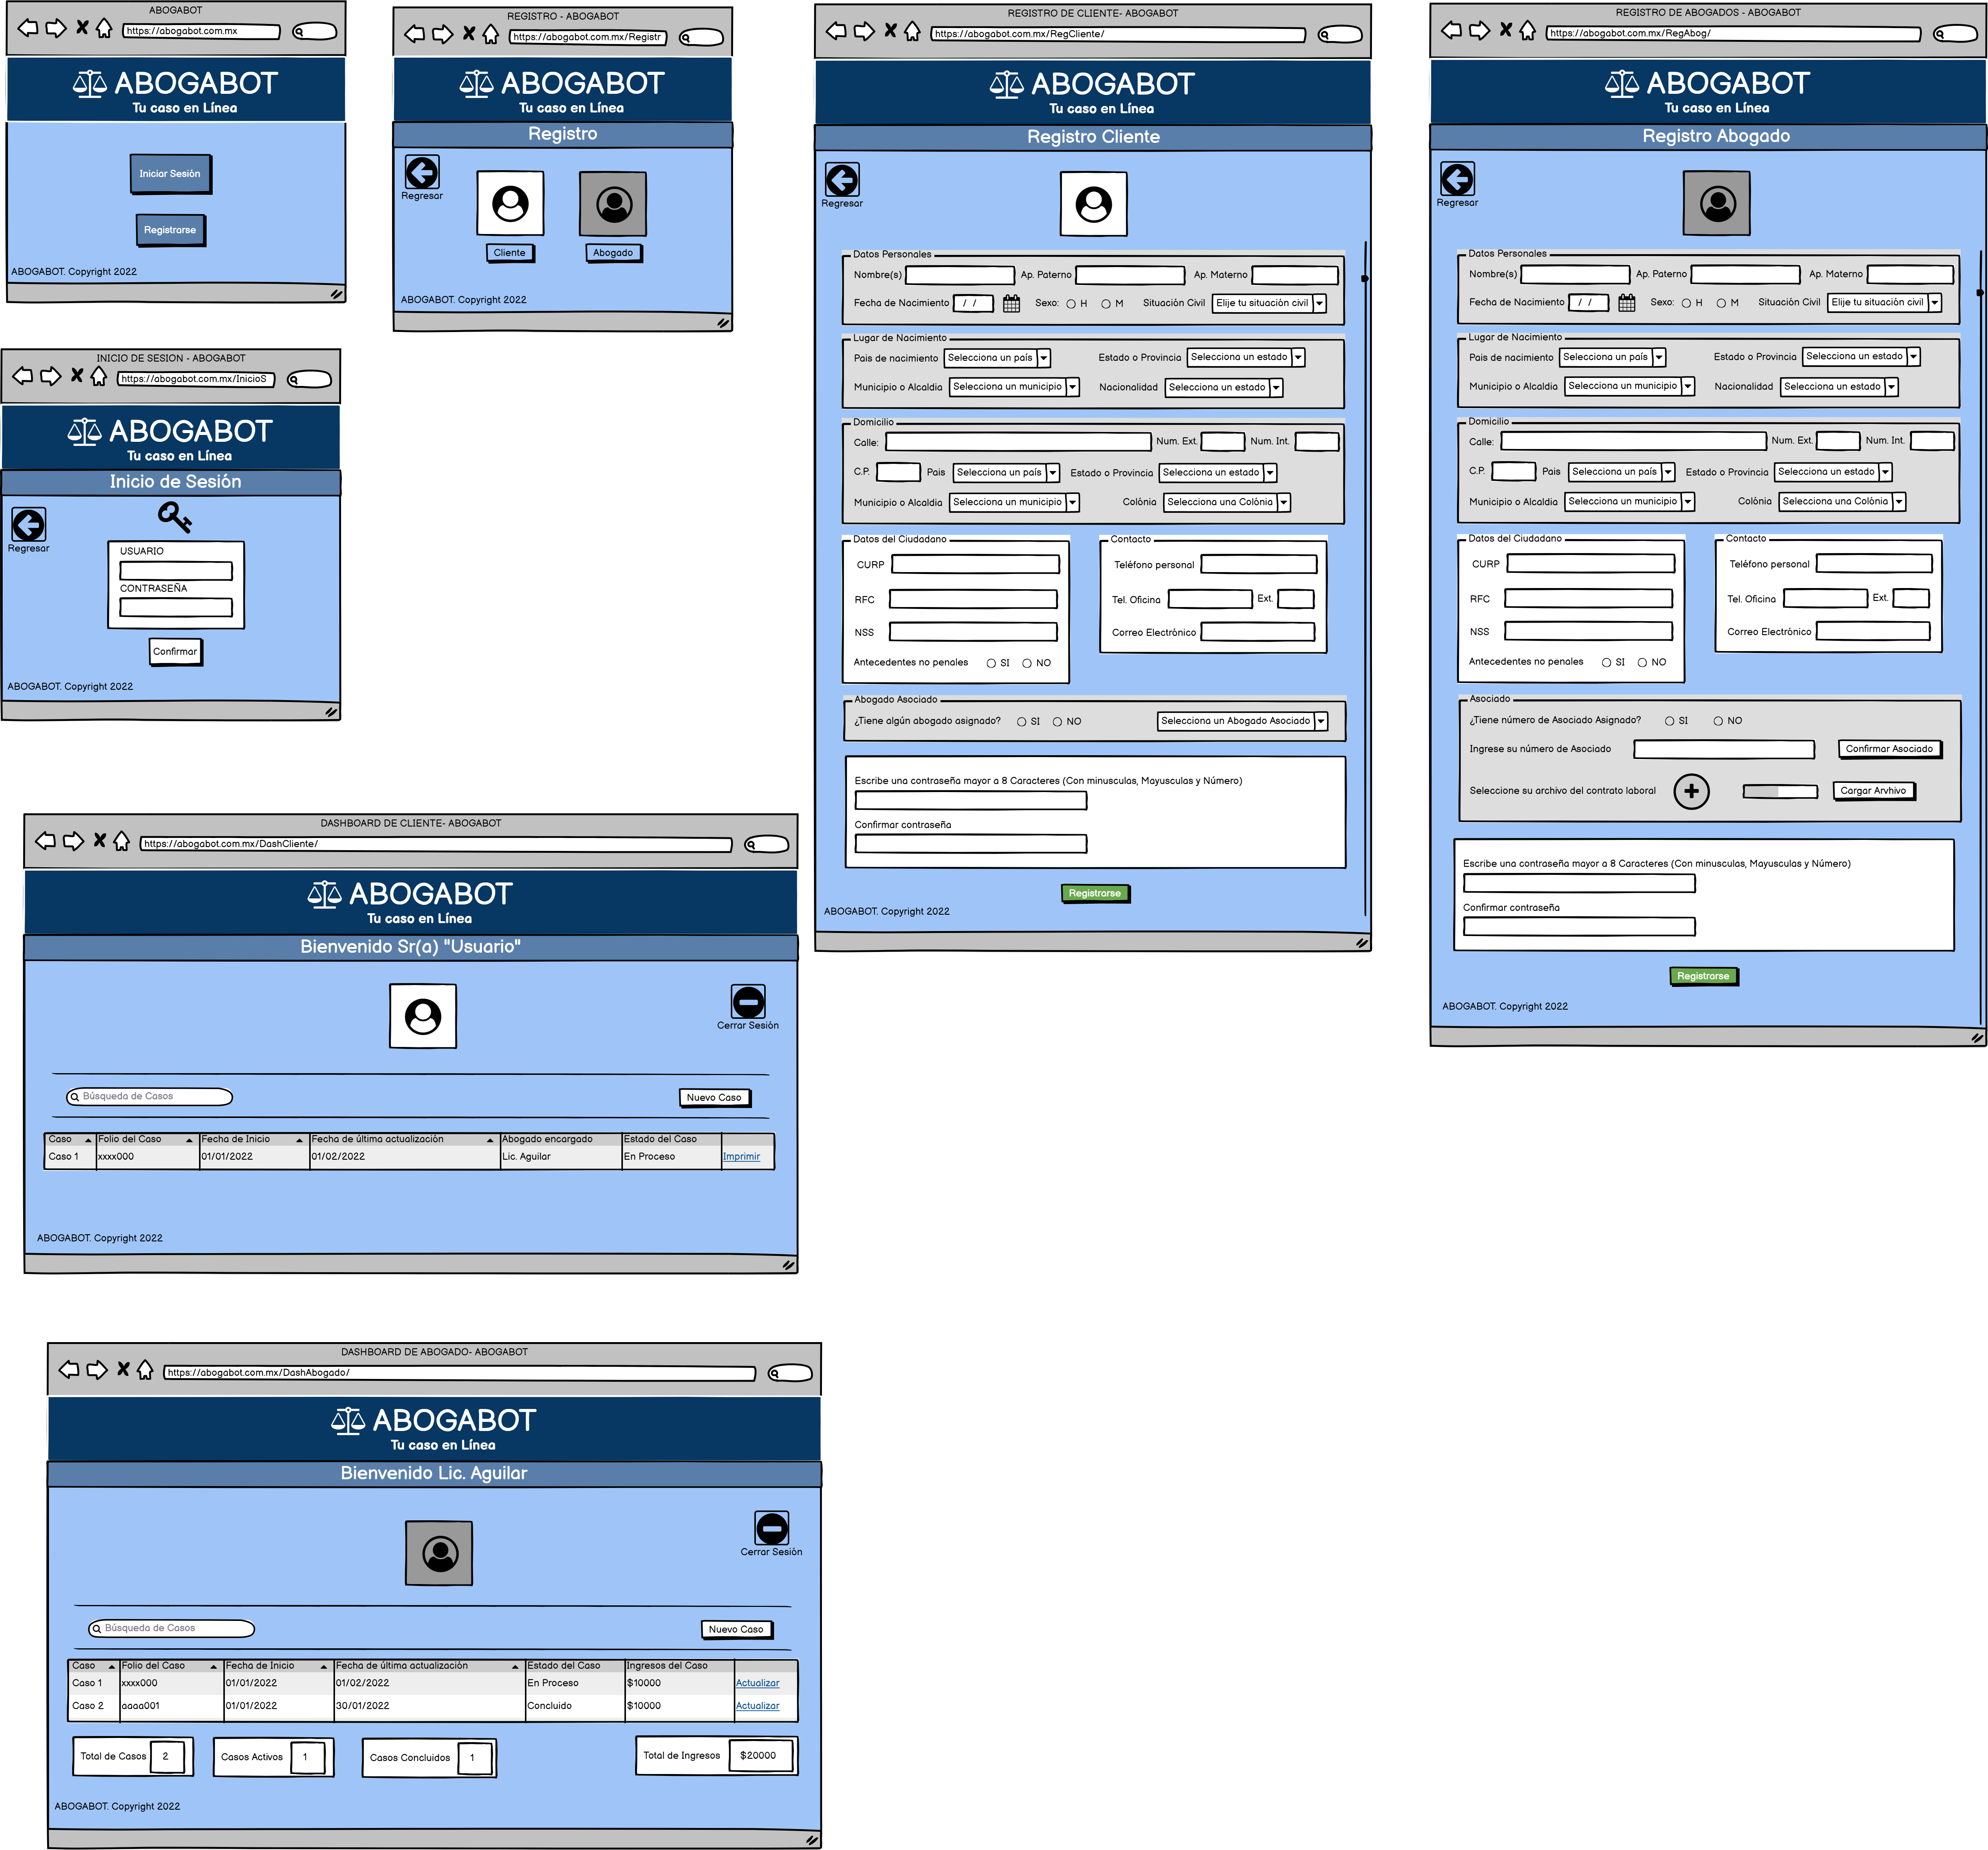 ABOGABOT
https://abogabot.com.mx
ABOGABOT
Tu caso en Línea
Iniciar Sesión
Registrarse
ABOGABOT. Copyright 2022
REGISTRO - ABOGABOT
https://abogabot.com.mx/Registr
ABOGABOT
Tu caso en Línea
Registro
Regresar
Cliente Abogado
ABOGABOT. Copyright 2022
INICIO DE SESION - ABOGABOT
https://abogabot.com.mx/InicioS
ABOGABOT
Tu caso en Línea
Inicio de Sesión
Regresar
USUARIO
CONTRASEÑA
Confirmar
ABOGABOT. Copyright 2022
REGISTRO DE CLIENTE- ABOGABOT
https://abogabot.com.mx/RegCliente/
ABOGABOT
Tu caso en Línea
Registro Cliente
Regresar
Datos Personales
Nombre(s) Ap. Paterno Ap. Materno
Fecha de Nacimiento / / Sexo: H M Situación Civil Elije tu situación civil
Lugar de Nacimiento
Pais de nacimiento Selecciona un país Estado o Provincia Selecciona un estado
Municipio o Alcaldia Selecciona un municipio Nacionalidad Selecciona un estado
Domicilio
Calle: Num. Ext. Num. Int.
C.P. Pais Selecciona un país Estado o Provincia Selecciona un estado
Municipio o Alcaldia Selecciona un municipio Colónia Selecciona una Colónia
Datos del Ciudadano
CURP
RFC
NSS
Antecedentes no penales SI NO
Contacto
Teléfono personal
Tel. Oficina Ext.
Correo Electrónico
Abogado Asociado
¿Tiene algún abogado asignado? SI NO Selecciona un Abogado Asociado
Escribe una contraseña mayor a 8 Caracteres (Con minusculas, Mayusculas y Número)
Confirmar contraseña
Registrarse
ABOGABOT. Copyright 2022
REGISTRO DE ABOGADOS - ABOGABOT
https://abogabot.com.mx/RegAbog/
ABOGABOT
Tu caso en Línea
Registro Abogado
Regresar
Datos Personales
Nombre(s) Ap. Paterno Ap. Materno
Fecha de Nacimiento / / Sexo: H M Situación Civil Elije tu situación civil
Lugar de Nacimiento
Pais de nacimiento Selecciona un país Estado o Provincia Selecciona un estado
Municipio o Alcaldia Selecciona un municipio Nacionalidad Selecciona un estado
Domicilio
Calle: Num. Ext. Num. Int.
C.P. Pais Selecciona un país Estado o Provincia Selecciona un estado
Municipio o Alcaldia Selecciona un municipio Colónia Selecciona una Colónia
Datos del Ciudadano
CURP
RFC
NSS
Antecedentes no penales SI NO
Contacto
Teléfono personal
Tel. Oficina Ext.
Correo Electrónico
Asociado
¿Tiene número de Asociado Asignado? SI NO
Ingrese su número de Asociado Confirmar Asociado
Seleccione su archivo del contrato laboral Cargar Arvhivo
Escribe una contraseña mayor a 8 Caracteres (Con minusculas, Mayusculas y Número)
Confirmar contraseña
Registrarse
ABOGABOT. Copyright 2022
DASHBOARD DE CLIENTE- ABOGABOT
https://abogabot.com.mx/DashCliente/
ABOGABOT
Tu caso en Línea
Bienvenido Sr(a) "Usuario"
Cerrar Sesión
Búsqueda de Casos Nuevo Caso
Caso Folio del Caso Fecha de Inicio Fecha de última actualización Abogado encargado Estado del Caso
Caso 1 xxxx000 01/01/2022 01/02/2022 Lic. Aguilar En Proceso Imprimir
ABOGABOT. Copyright 2022
DASHBOARD DE ABOGADO- ABOGABOT
https://abogabot.com.mx/DashAbogado/
ABOGABOT
Tu caso en Línea
Bienvenido Lic. Aguilar
Cerrar Sesión
Búsqueda de Casos Nuevo Caso
Caso Folio del Caso Fecha de Inicio Fecha de última actualización Estado del Caso Ingresos del Caso
Caso 1 xxxx000 01/01/2022 01/02/2022 En Proceso $10000 Actualizar
Caso 2 aaaa001 01/01/2022 30/01/2022 Concluido $10000 Actualizar
Total de Casos 2 Casos Activos 1 Casos Concluidos 1 Total de Ingresos $20000
ABOGABOT. Copyright 2022